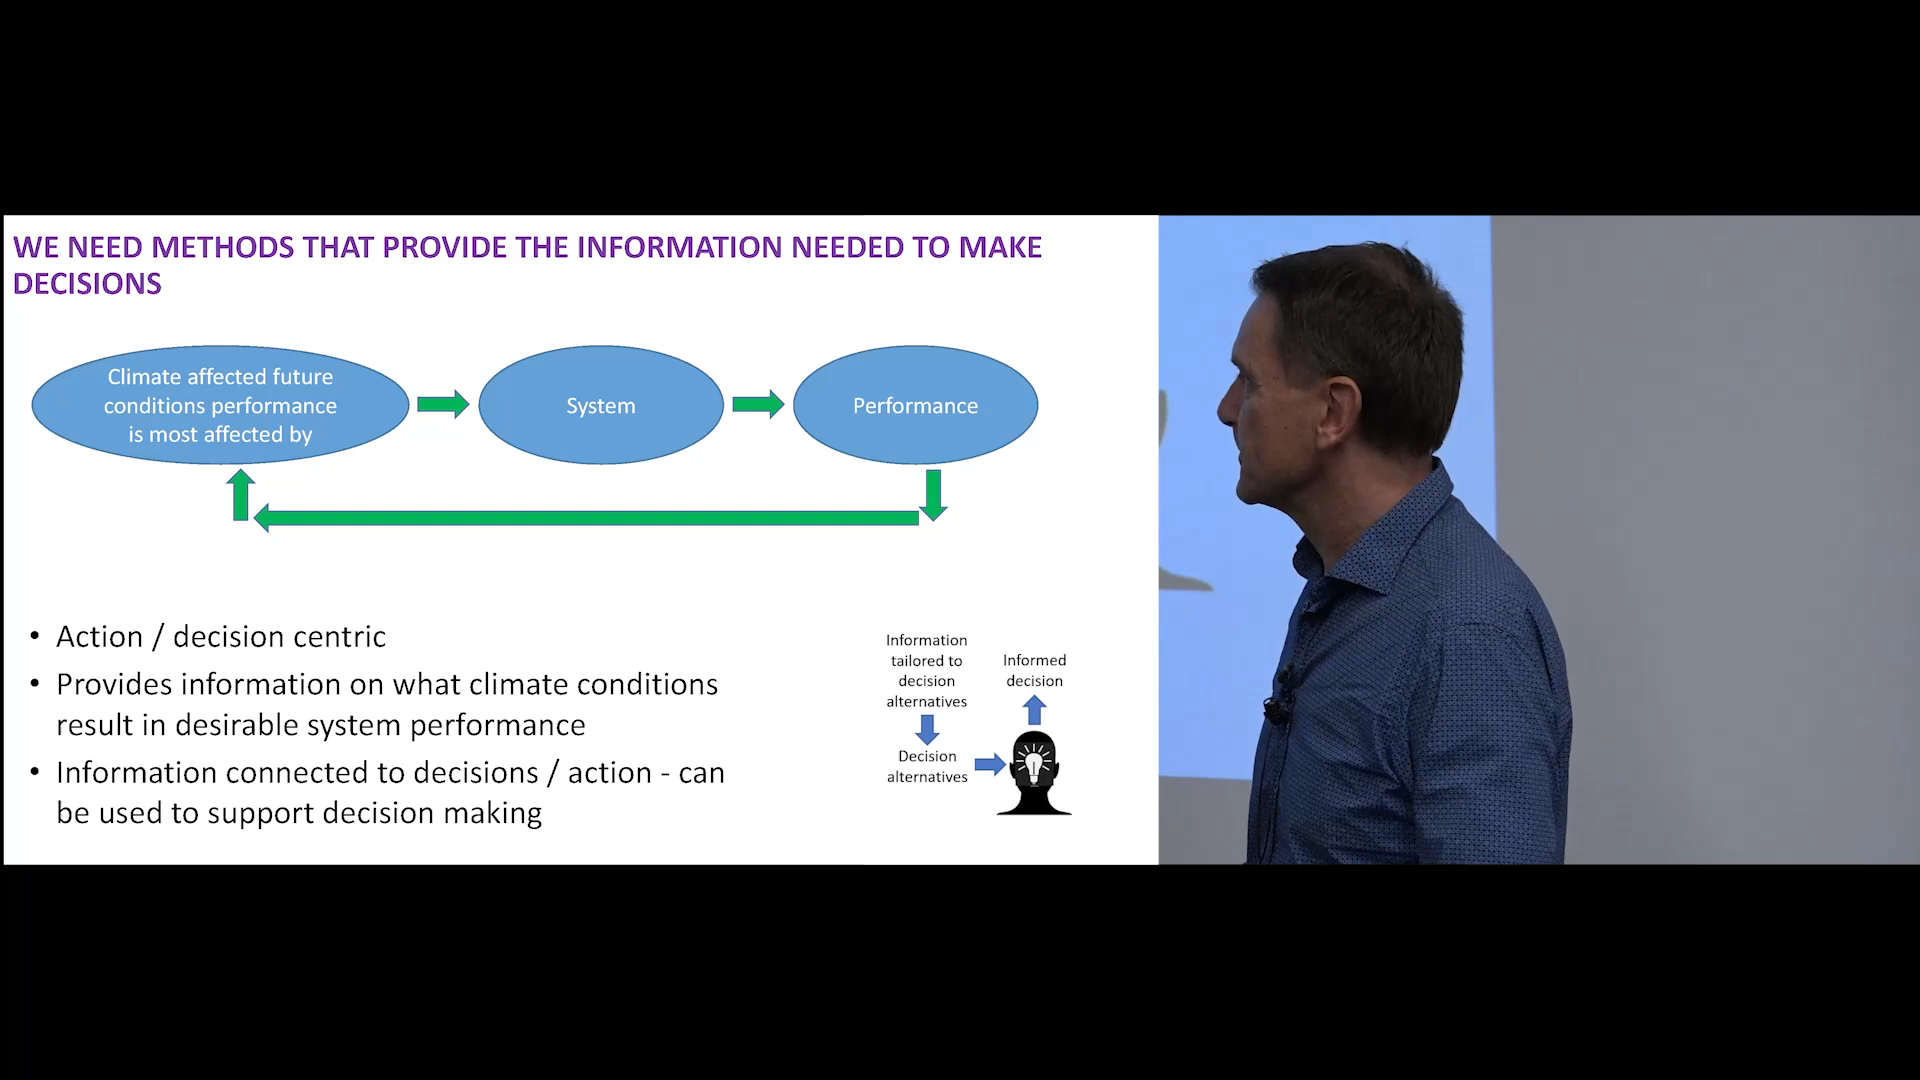 WE NEED METHODS THAT PROVIDE THE INFORMATION NEEDED TO MAKE
DECISIONS
Climate affected future
conditions performance
is most affected by
System
Performance
• Action / decision centric
• Provides information on what climate conditions
result in desirable system performance
• Information connected to decisions / action - can
be used to support decision making
Information
tailored to
decision
alternatives
Informed
decision
Decision
alternatives